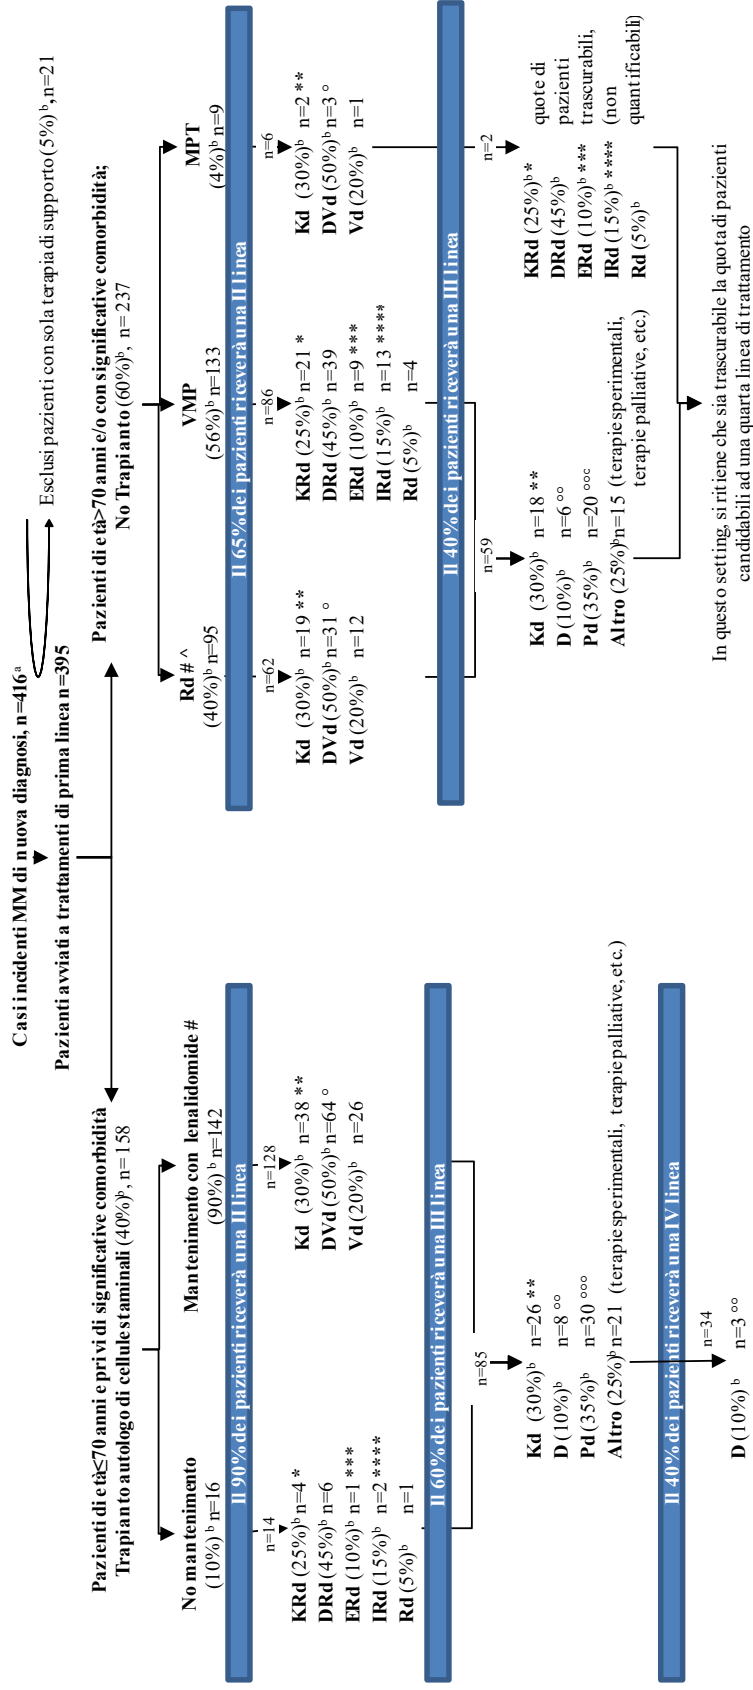 Casi incidenti MM di nuova diagnosi, n=416ᵃ
Esclusi pazienti con sola terapia di supporto (5%) ᵇ, n=21
Pazienti avviati a trattamenti di prima linea n=395
Pazienti di età≤70 anni e privi di significative comorbidità
Trapianto autologo di cellule staminali (40%)ᵇ, n=158
No mantenimento
(10%) ᵇ n=16
Mantenimento con lenalidomide #
(90%) ᵇ n=142
Il 90% dei pazienti riceverà una II linea
n=14
KRd (25%)ᵇ n=4 *
DRd (45%)ᵇ n=6
ERd (10%)ᵇ n=1 ***
IRd (15%)ᵇ n=2 ****
Rd (5%)ᵇ n=1
n=128
Kd (30%)ᵇ n=38 **
DVd (50%)ᵇ n=64 °
Vd (20%)ᵇ n=26
Il 60% dei pazienti riceverà una III linea
n=85
Kd (30%)ᵇ n=26 **
D (10%)ᵇ n=8 °°
Pd (35%)ᵇ n=30 °°°
Altro (25%)ᵇ n=21 (terapie sperimentali, terapie palliative, etc.)
Il 40% dei pazienti riceverà una IV linea
n=34
D (10%) ᵇ n=3 °°
Pazienti di età>70 anni e/o con significative comorbidità;
No Trapianto (60%)ᵇ, n= 237
Rd # ^
(40%)ᵇ n=95
VMP
(56%)ᵇ n=133
MPT
(4%)ᵇ n=9
Il 65% dei pazienti riceverà una II linea
n=62
Kd (30%)ᵇ n=19 **
DVd (50%)ᵇ n=31 °
Vd (20%)ᵇ n=12
n=86
KRd (25%)ᵇ n=21 *
DRd (45%)ᵇ n=39
ERd (10%)ᵇ n=9 ***
IRd (15%)ᵇ n=13 ****
Rd (5%)ᵇ n=4
n=6
Kd (30%)ᵇ n=2 **
DVd (50%)ᵇ n=3 °
Vd (20%)ᵇ n=1
Il 40% dei pazienti riceverà una III linea
n=59
Kd (30%)ᵇ n=18 **
D (10%)ᵇ n=6 °°
Pd (35%)ᵇ n=20 °°°
Altro (25%)ᵇ n=15 (terapie sperimentali,
terapie palliative, etc.)
n=2
KRd (25%)ᵇ *
DRd (45%)ᵇ
ERd (10%)ᵇ ***
IRd (15%)ᵇ ****
Rd (5%)ᵇ
quote di
pazienti
trascurabili,
(non
quantificabili)
In questo setting, si ritiene che sia trascurabile la quota di pazienti
candidabili ad una quarta linea di trattamento